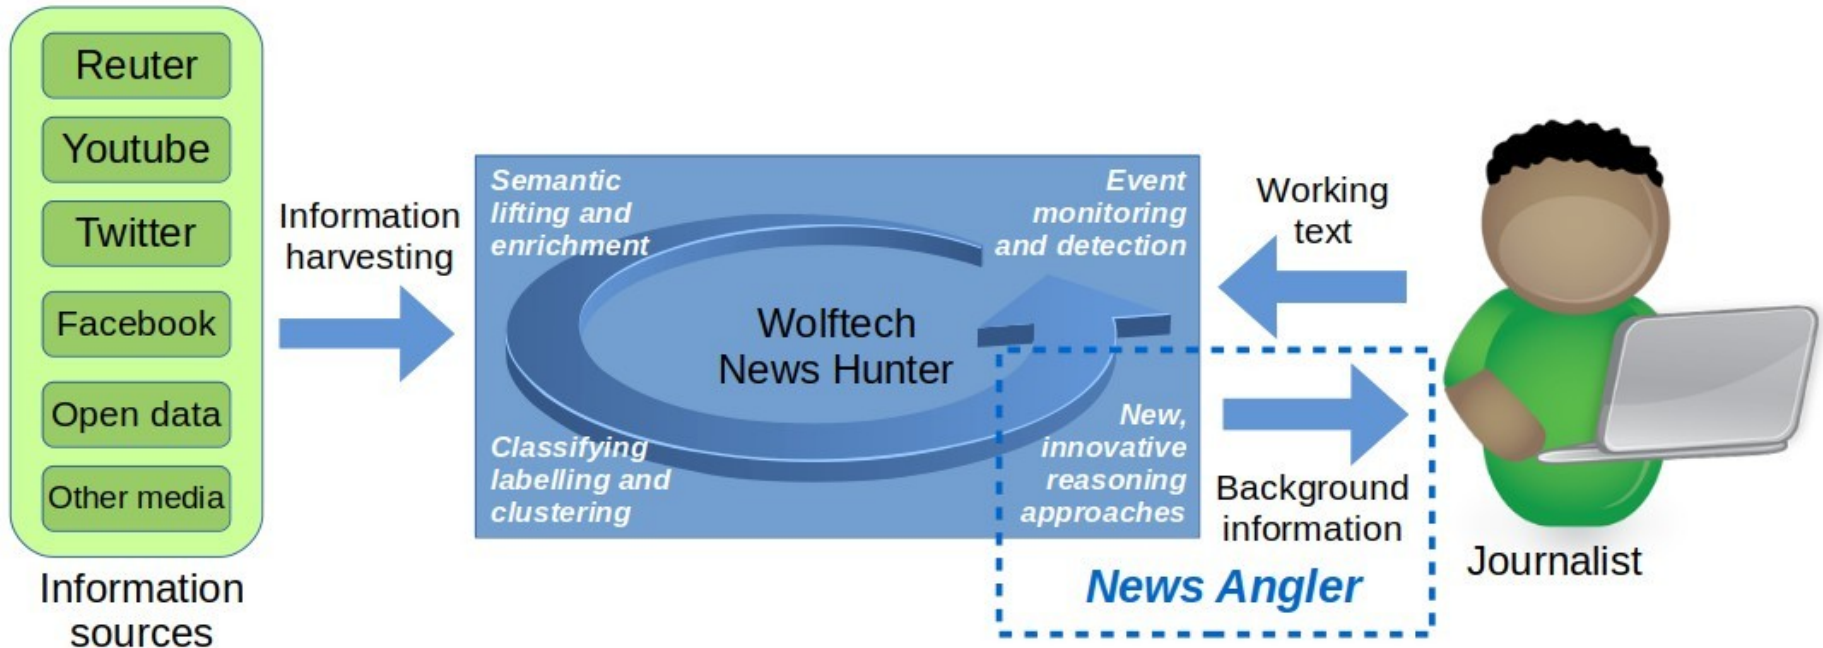 Reuter
Youtube
Twitter
Facebook
Open data
Other media
Information
sources
Information
harvesting
Semantic
lifting and
enrichment
Event
monitoring
and detection
Wolftech
News Hunter
Classifying
labelling and
clustering
New,
innovative
reasoning
approaches
Working
text
Background
information
News Angler
Journalist